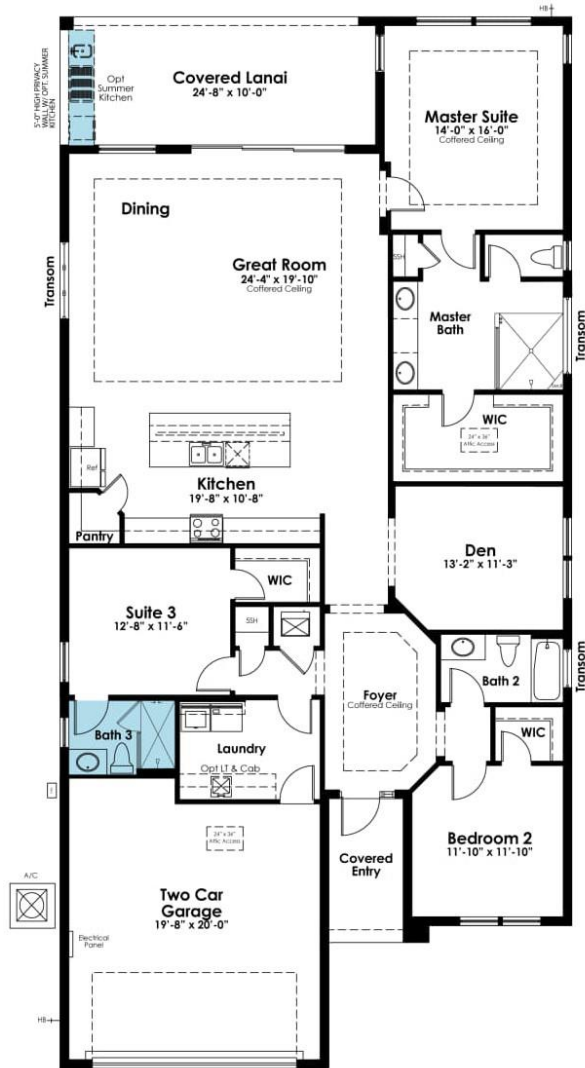 HB
5'-0" HIGH PRIVACY
WALL W/ OPT. SUMMER
KITCHEN
Opt
Summer
Kitchen
Covered Lanai
24'-8" x 10'-0"
Master Suite
14'-0" x 16'-0"
Coffered Ceiling
Dining
Great Room
24'-4" x 19'-10"
Coffered Ceiling
Transom
5SH
Master
Bath
Transom
WIC
24" x 36"
Attic Access
Ref
Kitchen
19'-8" x 10'-8"
Pantry
Den
13'-2" x 11'-3"
WIC
Suite 3
12'-8" x 11'-6"
5SH
Foyer
Coffered Ceiling
Bath 2
Transom
Bath 3
Laundry
Opt LT & Cab
WIC
Bedroom 2
11'-10" x 11'-10"
24" x 36"
Attic Access
Covered
Entry
A/C
Two Car
Garage
19'-8" x 20'-0"
Electrical
Panel
HB